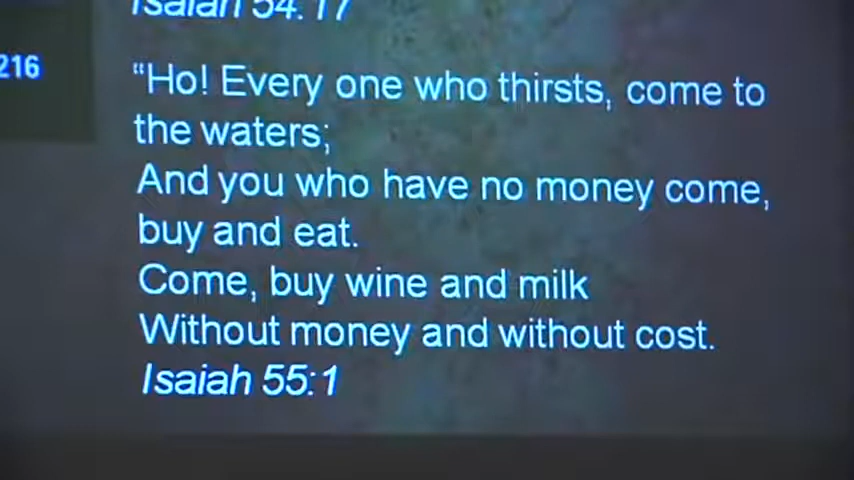 Isaiah 54:17
216
“Ho! Every one who thirsts, come to
the waters;
And you who have no money come,
buy and eat.
Come, buy wine and milk
Without money and without cost.
Isaiah 55:1